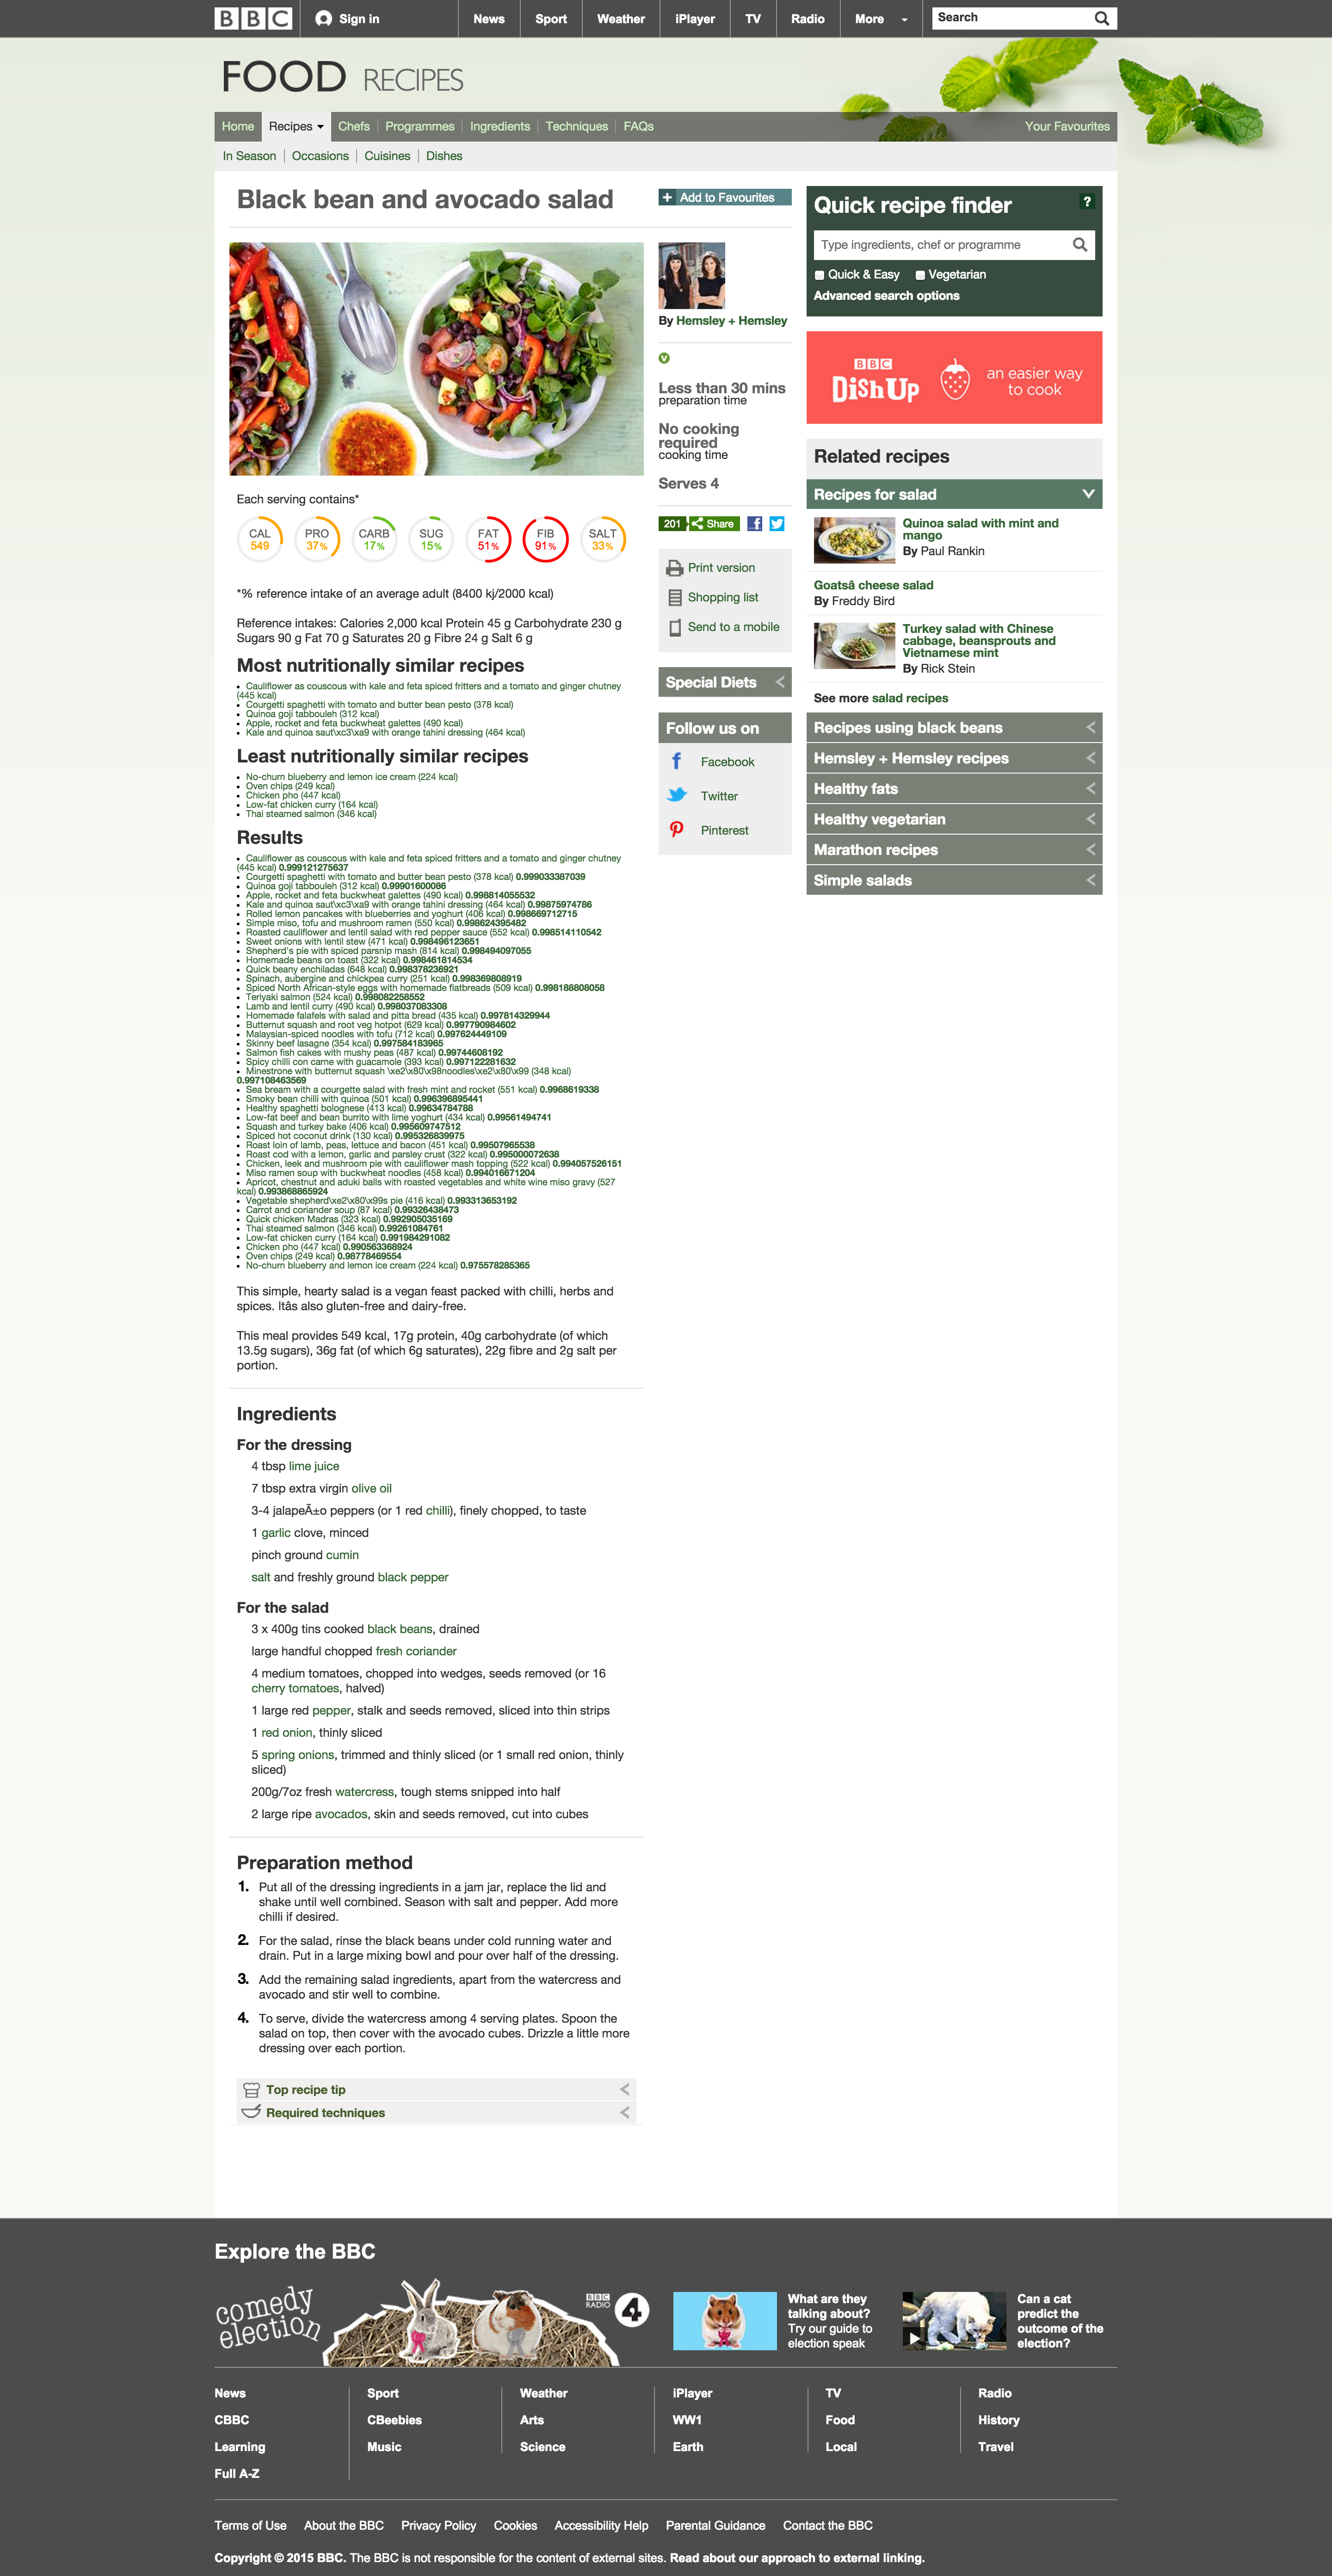 BBC
Sign in
News
Sport
Weather
iPlayer
TV
Radio
More
Search
FOOD RECIPES
Home
Recipes
Chefs
Programmes
Ingredients
Techniques
FAQs
Your Favourites
In Season
Occasions
Cuisines
Dishes
Black bean and avocado salad
Each serving contains*
CAL
549
PRO
37%
CARB
17%
SUG
15%
FAT
51%
FIB
91%
SALT
33%
*% reference intake of an average adult (8400 kj/2000 kcal)
Reference intakes: Calories 2,000 kcal Protein 45 g Carbohydrate 230 g
Sugars 90 g Fat 70 g Saturates 20 g Fibre 24 g Salt 6 g
Most nutritionally similar recipes
Cauliflower as couscous with kale and feta spiced fritters and a tomato and ginger chutney
(445 kcal)
Courgetti spaghetti with tomato and butter bean pesto (378 kcal)
Quinoa goji tabbouleh (312 kcal)
Apple, rocket and feta buckwheat galettes (490 kcal)
Kale and quinoa saut\xc3\xa9 with orange tahini dressing (464 kcal)
Least nutritionally similar recipes
No-churn blueberry and lemon ice cream (224 kcal)
Oven chips (249 kcal)
Chicken pho (447 kcal)
Low-fat chicken curry (164 kcal)
Thai steamed salmon (346 kcal)
Results
Cauliflower as couscous with kale and feta spiced fritters and a tomato and ginger chutney
(445 kcal) 0.999121275637
Courgetti spaghetti with tomato and butter bean pesto (378 kcal) 0.999033387039
Quinoa goji tabbouleh (312 kcal) 0.99901600086
Apple, rocket and feta buckwheat galettes (490 kcal) 0.998814055532
Kale and quinoa saut\xc3\xa9 with orange tahini dressing (464 kcal) 0.99875974786
Rolled lemon pancakes with blueberries and yoghurt (406 kcal) 0.998669712715
Simple miso, tofu and mushroom ramen (550 kcal) 0.998624395482
Roasted cauliflower and lentil salad with red pepper sauce (552 kcal) 0.998514110542
Sweet onions with lentil stew (471 kcal) 0.998496123651
Shepherd's pie with spiced parsnip mash (814 kcal) 0.998494097055
Homemade beans on toast (322 kcal) 0.998461814534
Quick beany enchiladas (648 kcal) 0.998378236921
Spinach, aubergine and chickpea curry (251 kcal) 0.998369808919
Spiced North African-style eggs with homemade flatbreads (509 kcal) 0.998188808058
Teriyaki salmon (524 kcal) 0.998082258552
Lamb and lentil curry (490 kcal) 0.998037083308
Homemade falafels with salad and pitta bread (435 kcal) 0.997814329944
Butternut squash and root veg hotpot (629 kcal) 0.997790984602
Malaysian-spiced noodles with tofu (712 kcal) 0.997624449109
Skinny beef lasagne (354 kcal) 0.997584183965
Salmon fish cakes with mushy peas (487 kcal) 0.99744608192
Spicy chilli con carne with guacamole (393 kcal) 0.997122281632
Minestrone with butternut squash \xe2\x80\x98noodles\xe2\x80\x99 (348 kcal)
0.997108463569
Sea bream with a courgette salad with fresh mint and rocket (551 kcal) 0.9968619338
Smoky bean chilli with quinoa (501 kcal) 0.996396895441
Healthy spaghetti bolognese (413 kcal) 0.99634784788
Low-fat beef and bean burrito with lime yoghurt (434 kcal) 0.99561494741
Squash and turkey bake (406 kcal) 0.995609747512
Spiced hot coconut drink (130 kcal) 0.995326839975
Roast loin of lamb, peas, lettuce and bacon (451 kcal) 0.99507965538
Roast cod with a lemon, garlic and parsley crust (322 kcal) 0.995000072638
Chicken, leek and mushroom pie with cauliflower mash topping (522 kcal) 0.994057526151
Miso ramen soup with buckwheat noodles (458 kcal) 0.994016671204
Apricot, chestnut and aduki balls with roasted vegetables and white wine miso gravy (527
kcal) 0.993868865924
Vegetable shepherd\xe2\x80\x99s pie (416 kcal) 0.993313653192
Carrot and coriander soup (87 kcal) 0.99326438473
Quick chicken Madras (323 kcal) 0.992905035169
Thai steamed salmon (346 kcal) 0.99261084761
Low-fat chicken curry (164 kcal) 0.991984291082
Chicken pho (447 kcal) 0.990563368924
Oven chips (249 kcal) 0.98778469554
No-churn blueberry and lemon ice cream (224 kcal) 0.975578285365
This simple, hearty salad is a vegan feast packed with chilli, herbs and
spices. Itâs also gluten-free and dairy-free.
This meal provides 549 kcal, 17g protein, 40g carbohydrate (of which
13.5g sugars), 36g fat (of which 6g saturates), 22g fibre and 2g salt per
portion.
Ingredients
For the dressing
4 tbsp lime juice
7 tbsp extra virgin olive oil
3-4 jalapeÃ±o peppers (or 1 red chilli), finely chopped, to taste
1 garlic clove, minced
pinch ground cumin
salt and freshly ground black pepper
For the salad
3 x 400g tins cooked black beans, drained
large handful chopped fresh coriander
4 medium tomatoes, chopped into wedges, seeds removed (or 16
cherry tomatoes, halved)
1 large red pepper, stalk and seeds removed, sliced into thin strips
1 red onion, thinly sliced
5 spring onions, trimmed and thinly sliced (or 1 small red onion, thinly
sliced)
200g/7oz fresh watercress, tough stems snipped into half
2 large ripe avocados, skin and seeds removed, cut into cubes
Preparation method
1. Put all of the dressing ingredients in a jam jar, replace the lid and
shake until well combined. Season with salt and pepper. Add more
chilli if desired.
2. For the salad, rinse the black beans under cold running water and
drain. Put in a large mixing bowl and pour over half of the dressing.
3. Add the remaining salad ingredients, apart from the watercress and
avocado and stir well to combine.
4. To serve, divide the watercress among 4 serving plates. Spoon the
salad on top, then cover with the avocado cubes. Drizzle a little more
dressing over each portion.
Top recipe tip
Required techniques
+ Add to Favourites
By Hemsley + Hemsley
V
Less than 30 mins
preparation time
No cooking
required
cooking time
Serves 4
201 Share
Print version
Shopping list
Send to a mobile
Special Diets
Follow us on
Facebook
Twitter
Pinterest
Quick recipe finder
?
Type ingredients, chef or programme
Quick & Easy
Vegetarian
Advanced search options
BBC
Dish Up
an easier way
to cook
Related recipes
Recipes for salad
Quinoa salad with mint and
mango
By Paul Rankin
Goatsâ cheese salad
By Freddy Bird
Turkey salad with Chinese
cabbage, beansprouts and
Vietnamese mint
By Rick Stein
See more salad recipes
Recipes using black beans
Hemsley + Hemsley recipes
Healthy fats
Healthy vegetarian
Marathon recipes
Simple salads
Explore the BBC
comedy
election
BBC
RADIO
4
What are they
talking about?
Try our guide to
election speak
Can a cat
predict the
outcome of the
election?
News
Sport
Weather
iPlayer
TV
Radio
CBBC
CBeebies
Arts
WW1
Food
History
Learning
Music
Science
Earth
Local
Travel
Full A-Z
Terms of Use
About the BBC
Privacy Policy
Cookies
Accessibility Help
Parental Guidance
Contact the BBC
Copyright © 2015 BBC. The BBC is not responsible for the content of external sites. Read about our approach to external linking.